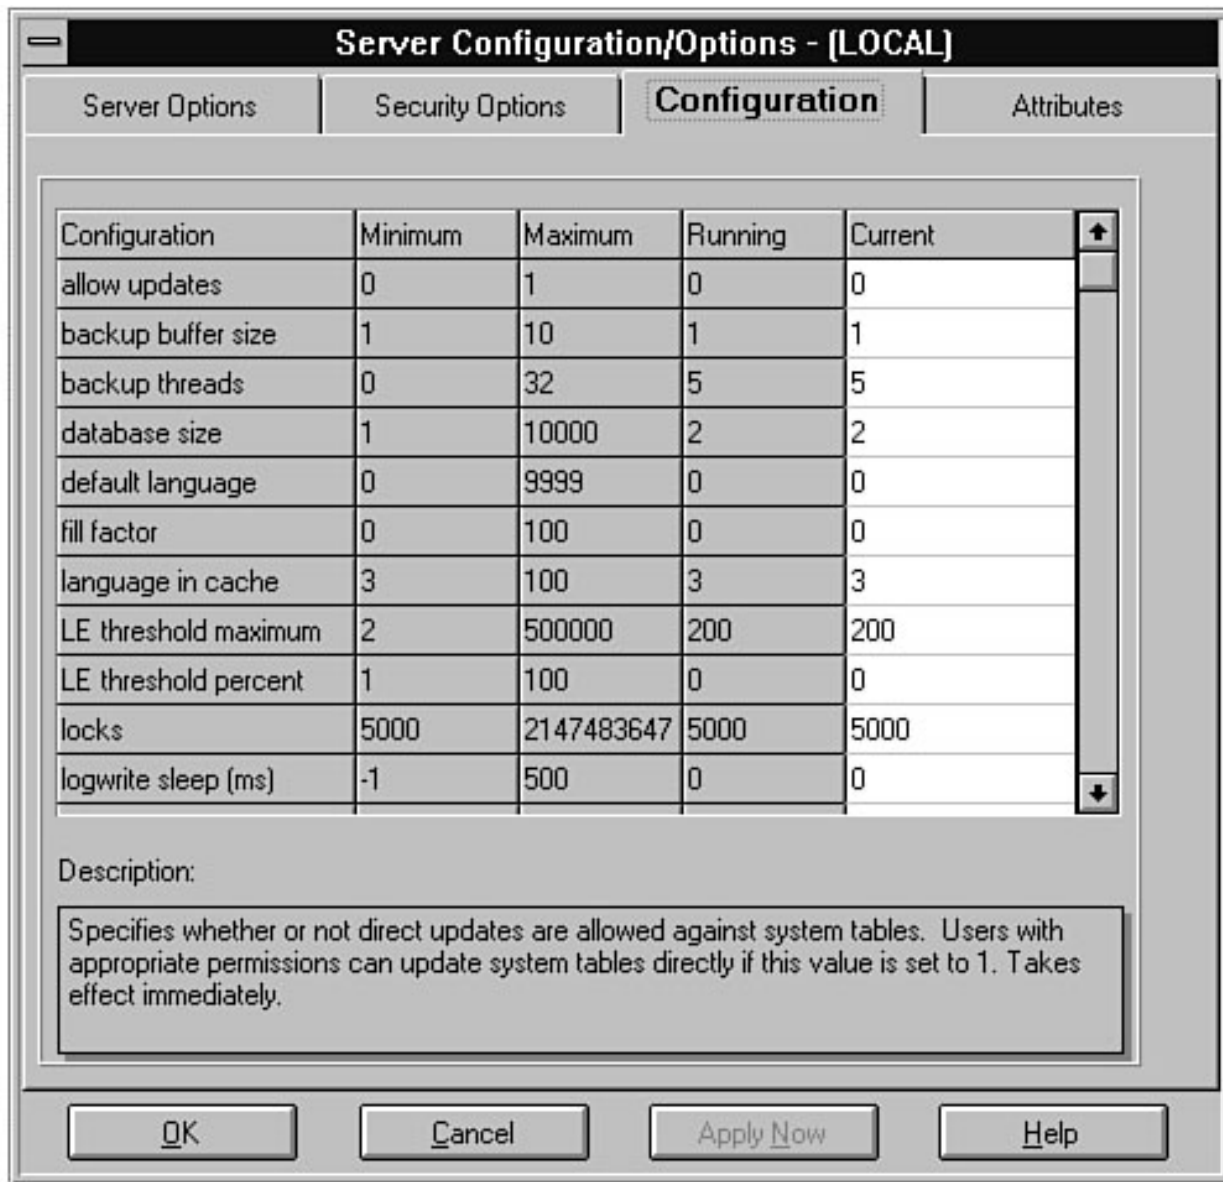 Server Configuration/Options - (LOCAL)
Server Options Security Options Configuration Attributes
Configuration Minimum Maximum Running Current
allow updates 0 1 0 0
backup buffer size 1 10 1 1
backup threads 0 32 5 5
database size 1 10000 2 2
default language 0 9999 0 0
fill factor 0 100 0 0
language in cache 3 100 3 3
LE threshold maximum 2 500000 200 200
LE threshold percent 1 100 0 0
locks 5000 2147483647 5000 5000
logwrite sleep (ms) -1 500 0 0
Description:
Specifies whether or not direct updates are allowed against system tables. Users with
appropriate permissions can update system tables directly if this value is set to 1. Takes
effect immediately.
OK Cancel Apply Now Help